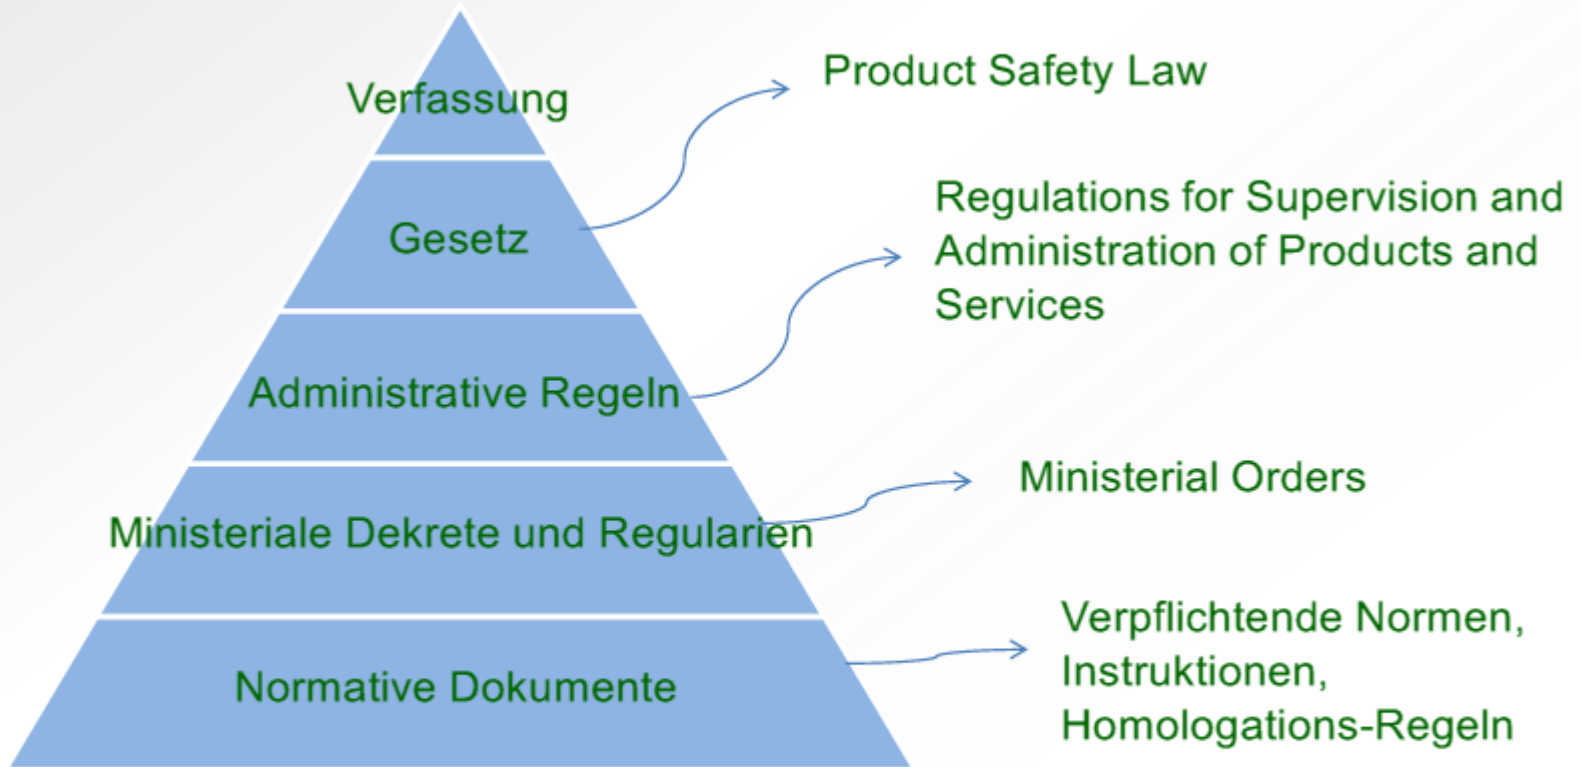 Verfassung
Product Safety Law
Gesetz
Regulations for Supervision and
Administration of Products and
Services
Administrative Regeln
Ministerial Orders
Ministeriale Dekrete und Regularien
Verpflichtende Normen,
Instruktionen,
Homologations-Regeln
Normative Dokumente